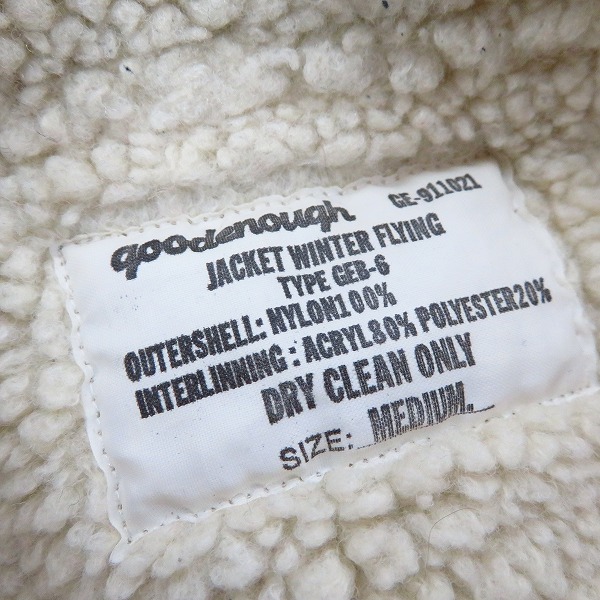 goodenough GE-911021
JACKET WINTER FLYING
TYPE GEB-6
OUTERSHELL: NYLON100%
INTERLINNING : ACRYL80% POLYESTER20%
DRY CLEAN ONLY
SIZE: MEDIUM.